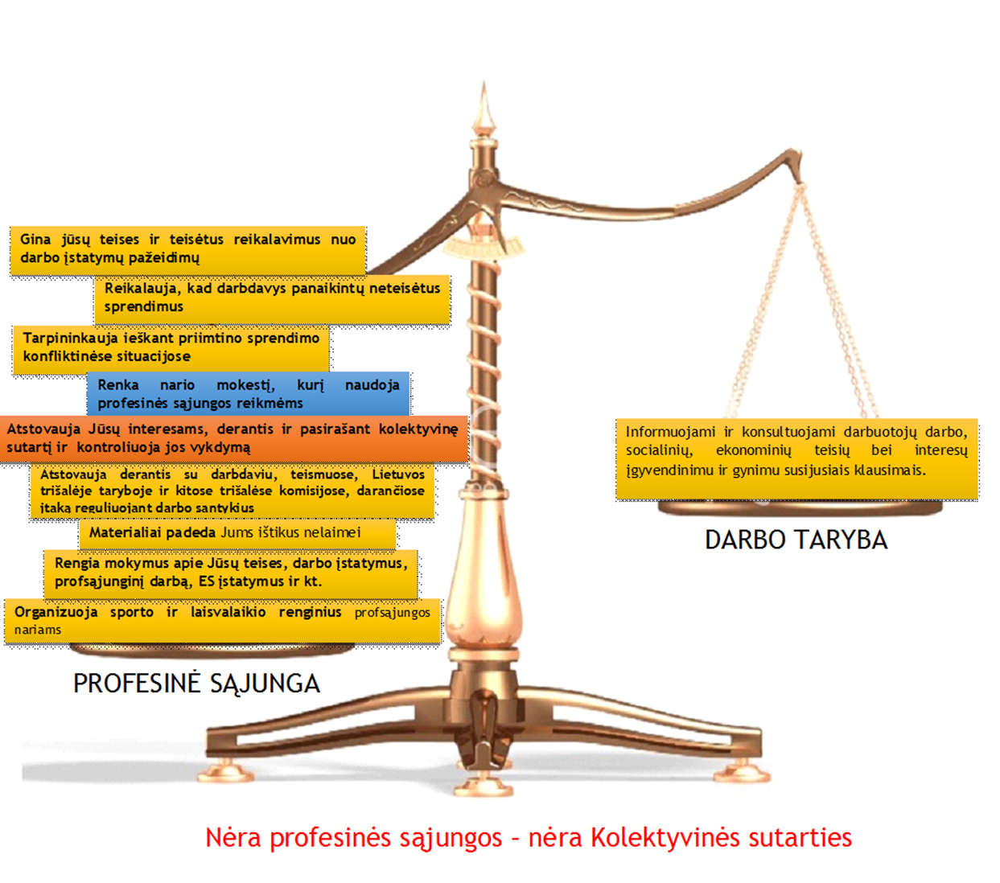 Gina jūsų teises ir teisėtus reikalavimus nuo
darbo įstatymų pažeidimų
Reikalauja, kad darbdavys panaikintų neteisėtus
sprendimus
Tarpininkauja ieškant priimtino sprendimo
konfliktinėse situacijose
Renka nario mokestį, kurį naudoja
profesinės sąjungos reikmėms
Atstovauja Jūsų interesams, derantis ir pasirašant kolektyvinę
sutartį ir kontroliuoja jos vykdymą
Atstovauja derantis su darbdaviu, teismuose, Lietuvos
trišalėje taryboje ir kitose trišalėse komisijose, darančiose
įtaką reguliuojant darbo santykius
Materialiai padeda Jums ištikus nelaimei
Rengia mokymus apie Jūsų teises, darbo įstatymus,
profsąjunginį darbą, ES įstatymus ir kt.
Organizuoja sporto ir laisvalaikio renginius profsąjungos
nariams
PROFESINĖ SĄJUNGA
Informuojami ir konsultuojami darbuotojų darbo,
socialinių, ekonominių teisių bei interesų
įgyvendinimu ir gynimu susijusiais klausimais.
DARBO TARYBA
Nėra profesinės sąjungos – nėra Kolektyvinės sutarties